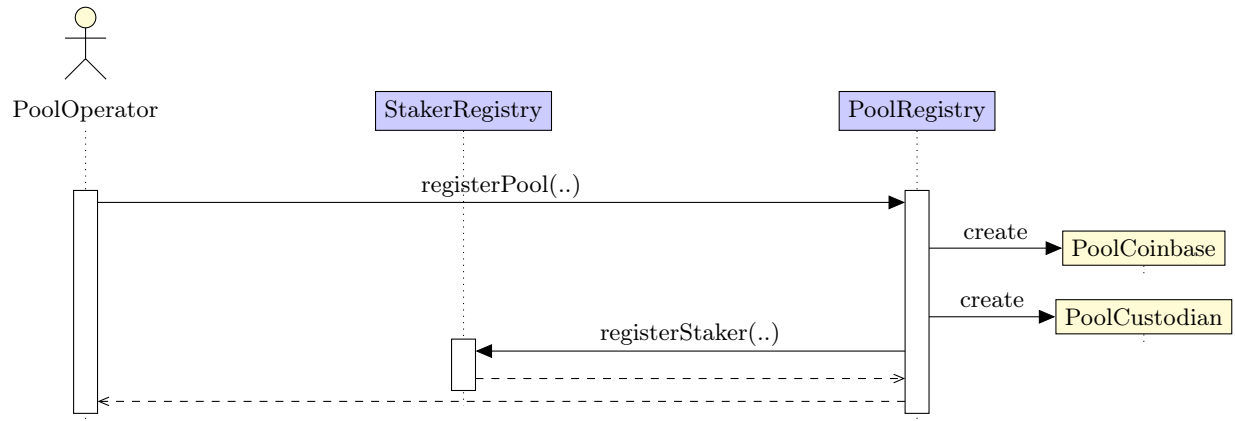 PoolOperator
StakerRegistry
PoolRegistry
registerPool(..)
create
PoolCoinbase
create
PoolCustodian
registerStaker(..)